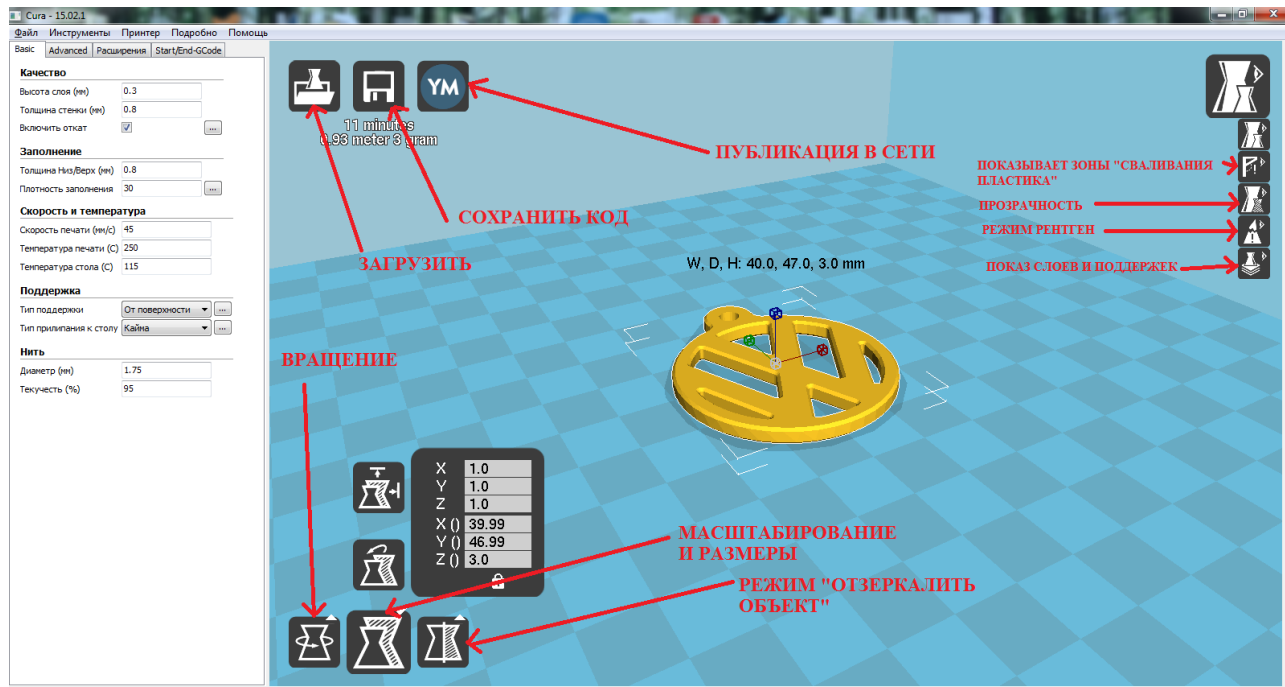 Cura - 15.02.1
Файл Инструменты Принтер Подробно Помощь
Basic Advanced Расширения Start/End-GCode
Качество
Высота слоя (мм) 0.3
Толщина стенки (мм) 0.8
Включить откат ...
Заполнение
Толщина Низ/Верх (мм) 0.8
Плотность заполнения 30 ...
Скорость и температура
Скорость печати (мм/с) 45
Температура печати (C) 250
Температура стола (C) 115
Поддержка
Тип поддержки От поверхности ...
Тип прилипания к столу Кайма ...
Нить
Диаметр (мм) 1.75
Текучесть (%) 95
YM
11 minutes
0.93 meter 3 gram
ПУБЛИКАЦИЯ В СЕТИ
СОХРАНИТЬ КОД
ЗАГРУЗИТЬ
ПОКАЗЫВАЕТ ЗОНЫ "СВАЛИВАНИЯ
ПЛАСТИКА"
ПРОЗРАЧНОСТЬ
РЕЖИМ РЕНТГЕН
ПОКАЗ СЛОЕВ И ПОДДЕРЖЕК
W, D, H: 40.0, 47.0, 3.0 mm
ВРАЩЕНИЕ
X 1.0
Y 1.0
Z 1.0
X () 39.99
Y () 46.99
Z () 3.0
МАСШТАБИРОВАНИЕ
И РАЗМЕРЫ
РЕЖИМ "ОТЗЕРКАЛИТЬ
ОБЪЕКТ"